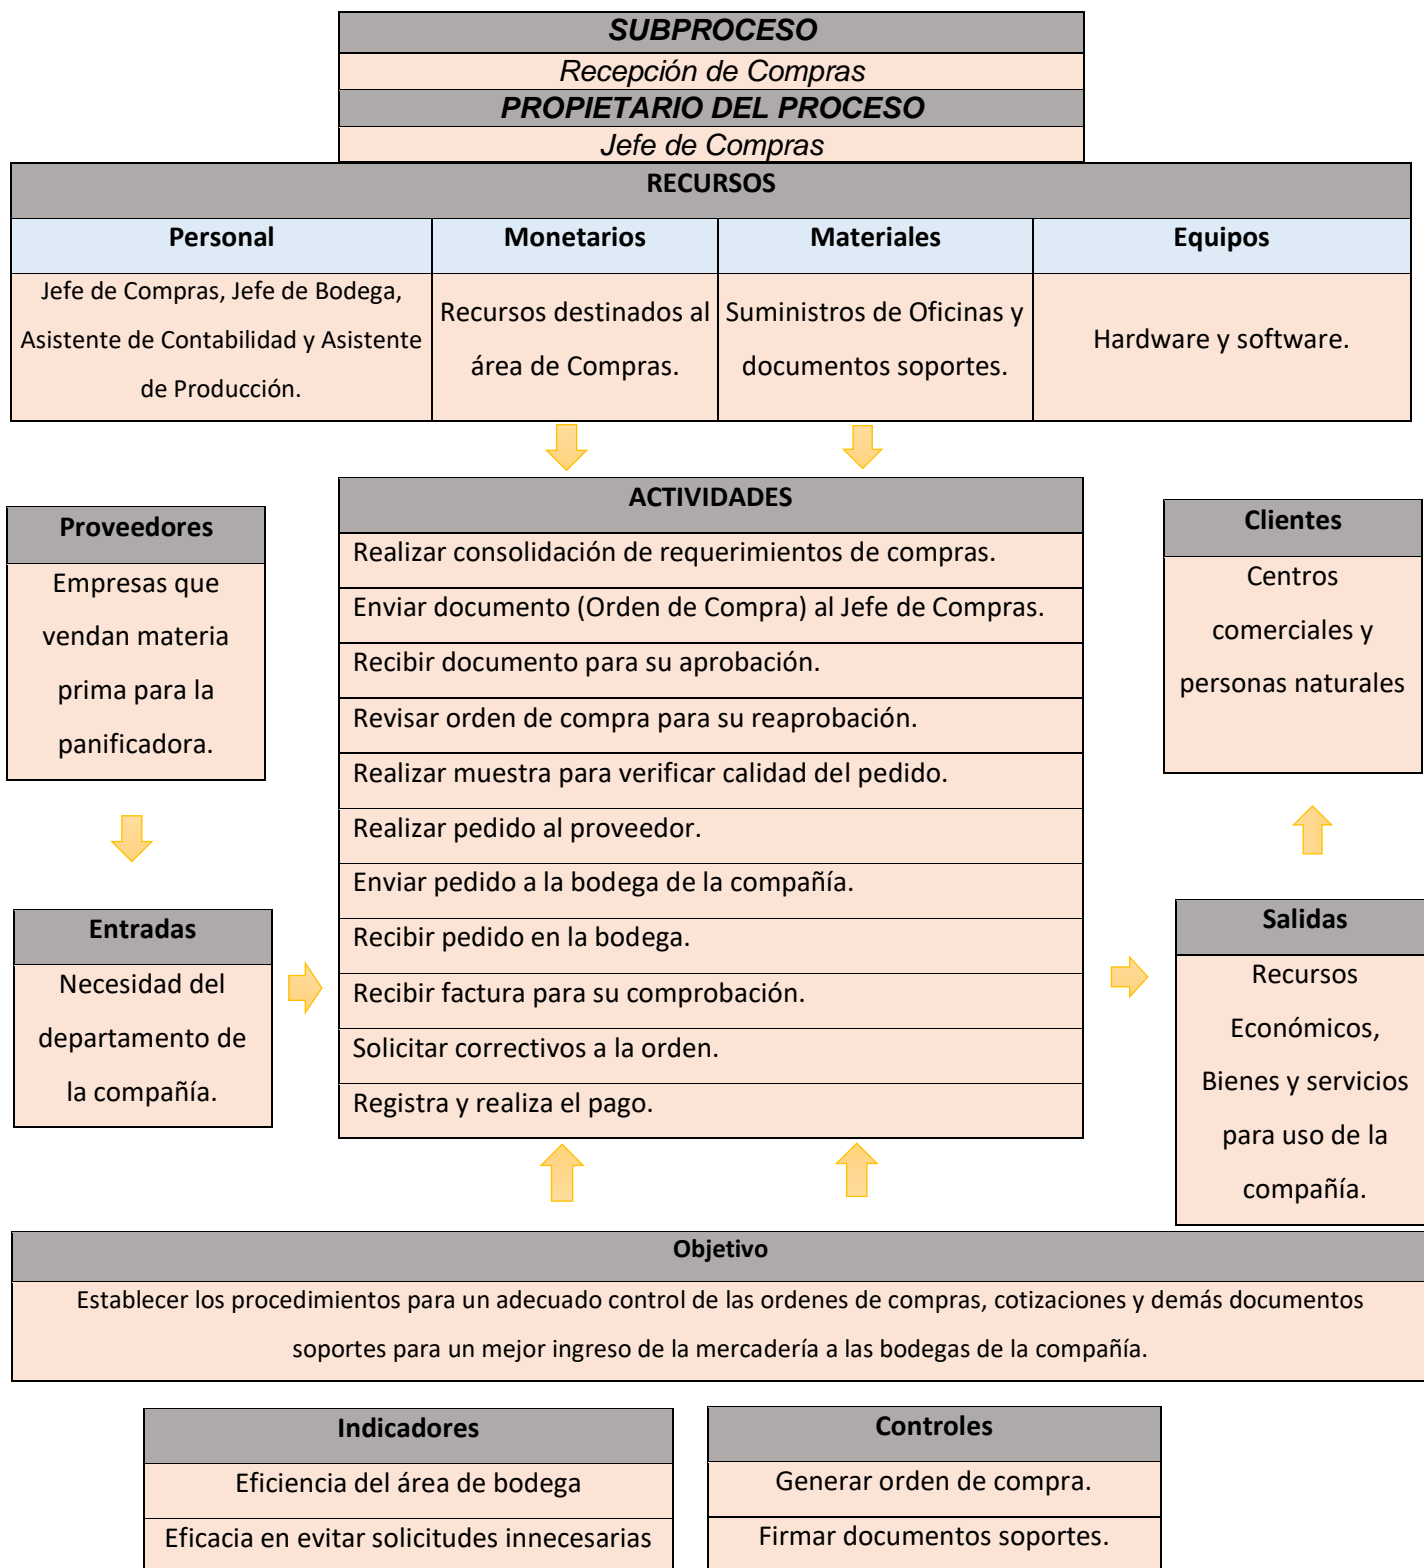 SUBPROCESO
Recepción de Compras
PROPIETARIO DEL PROCESO
Jefe de Compras
RECURSOS
Personal
Monetarios
Materiales
Equipos
Jefe de Compras, Jefe de Bodega,
Asistente de Contabilidad y Asistente
de Producción.
Recursos destinados al
área de Compras.
Suministros de Oficinas y
documentos soportes.
Hardware y software.
Proveedores
Empresas que
vendan materia
prima para la
panificadora.
Entradas
Necesidad del
departamento de
la compañía.
ACTIVIDADES
Realizar consolidación de requerimientos de compras.
Enviar documento (Orden de Compra) al Jefe de Compras.
Recibir documento para su aprobación.
Revisar orden de compra para su reaprobación.
Realizar muestra para verificar calidad del pedido.
Realizar pedido al proveedor.
Enviar pedido a la bodega de la compañía.
Recibir pedido en la bodega.
Recibir factura para su comprobación.
Solicitar correctivos a la orden.
Registra y realiza el pago.
Clientes
Centros
comerciales y
personas naturales
Salidas
Recursos
Económicos,
Bienes y servicios
para uso de la
compañía.
Objetivo
Establecer los procedimientos para un adecuado control de las ordenes de compras, cotizaciones y demás documentos
soportes para un mejor ingreso de la mercadería a las bodegas de la compañía.
Indicadores
Eficiencia del área de bodega
Eficacia en evitar solicitudes innecesarias
Controles
Generar orden de compra.
Firmar documentos soportes.